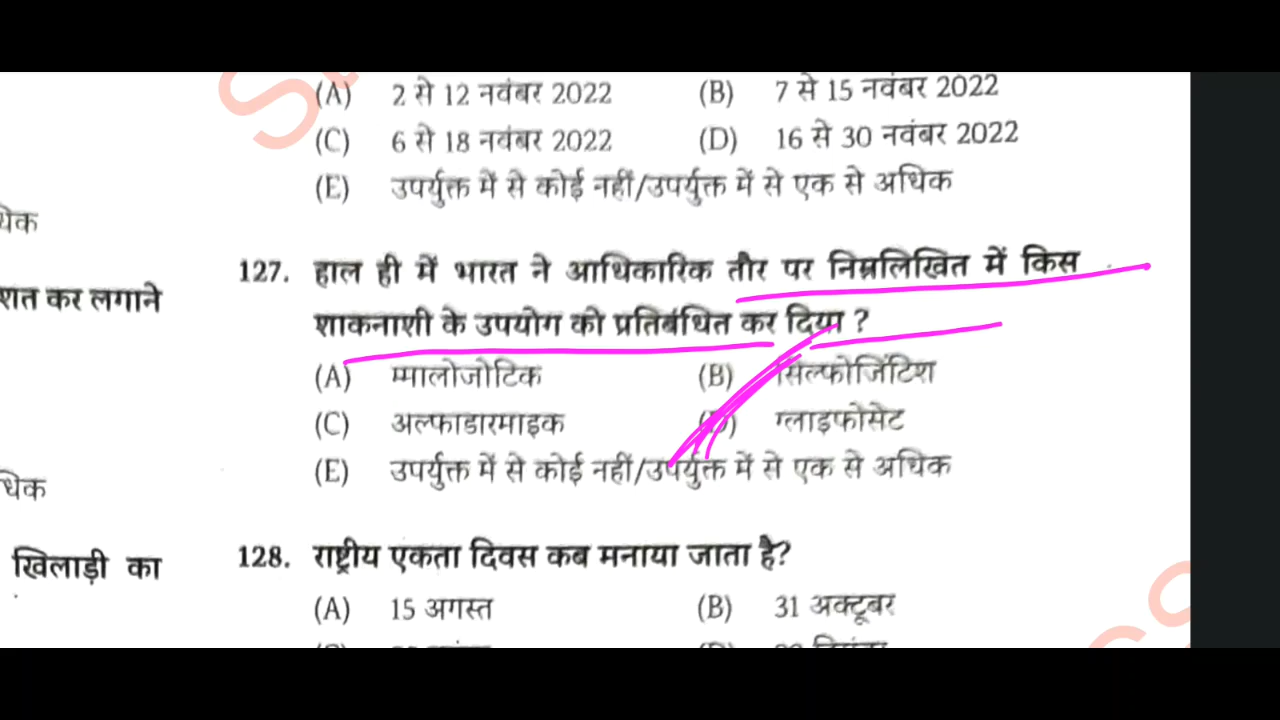 (A) 2 से 12 नवंबर 2022 (B) 7 से 15 नवंबर 2022
(C) 6 से 18 नवंबर 2022 (D) 16 से 30 नवंबर 2022
(E) उपर्युक्त में से कोई नहीं/उपर्युक्त में से एक से अधिक
धिक
127. हाल ही में भारत ने आधिकारिक तौर पर निम्नलिखित में किस
शत कर लगाने
शाकनाशी के उपयोग को प्रतिबंधित कर दिया ?
(A) म्मालोजोटिक (B) सिल्फोजिंटिश
(C) अल्फाडारमाइक (D) ग्लाइफोसेट
(E) उपर्युक्त में से कोई नहीं/उपर्युक्त में से एक से अधिक
धिक
128. राष्ट्रीय एकता दिवस कब मनाया जाता है?
खिलाड़ी का
(A) 15 अगस्त (B) 31 अक्टूबर